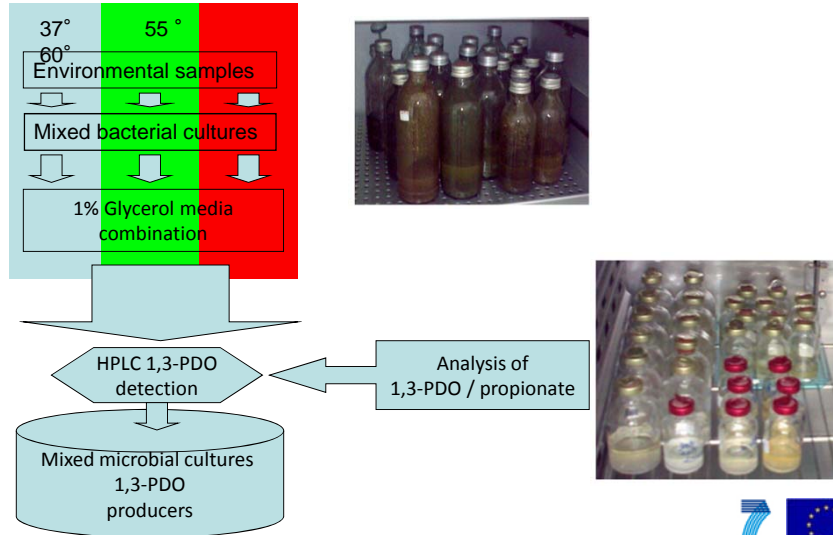 37° 55 °
60°
Environmental samples
Mixed bacterial cultures
1% Glycerol media
combination
HPLC 1,3-PDO
detection
Analysis of
1,3-PDO / propionate
Mixed microbial cultures
1,3-PDO
producers
7